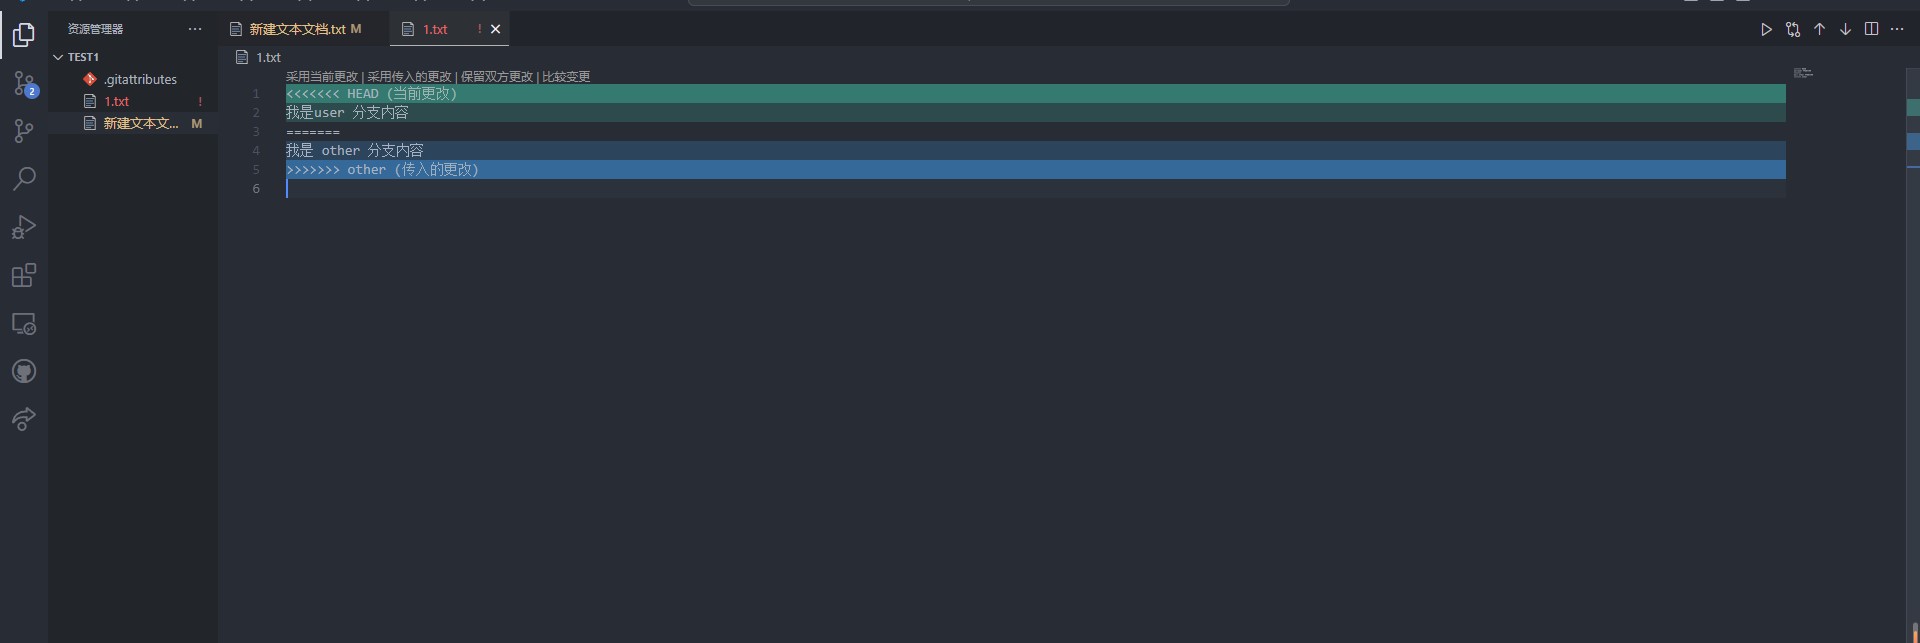 资源管理器
TEST1
.gitattributes
1.txt !
新建文本文... M
2
新建文本文档.txt M
1.txt ! ×
1.txt
采用当前更改 | 采用传入的更改 | 保留双方更改 | 比较变更
1 <<<<<<< HEAD (当前更改)
2 我是user 分支内容
3 =======
4 我是 other 分支内容
5 >>>>>>> other (传入的更改)
6